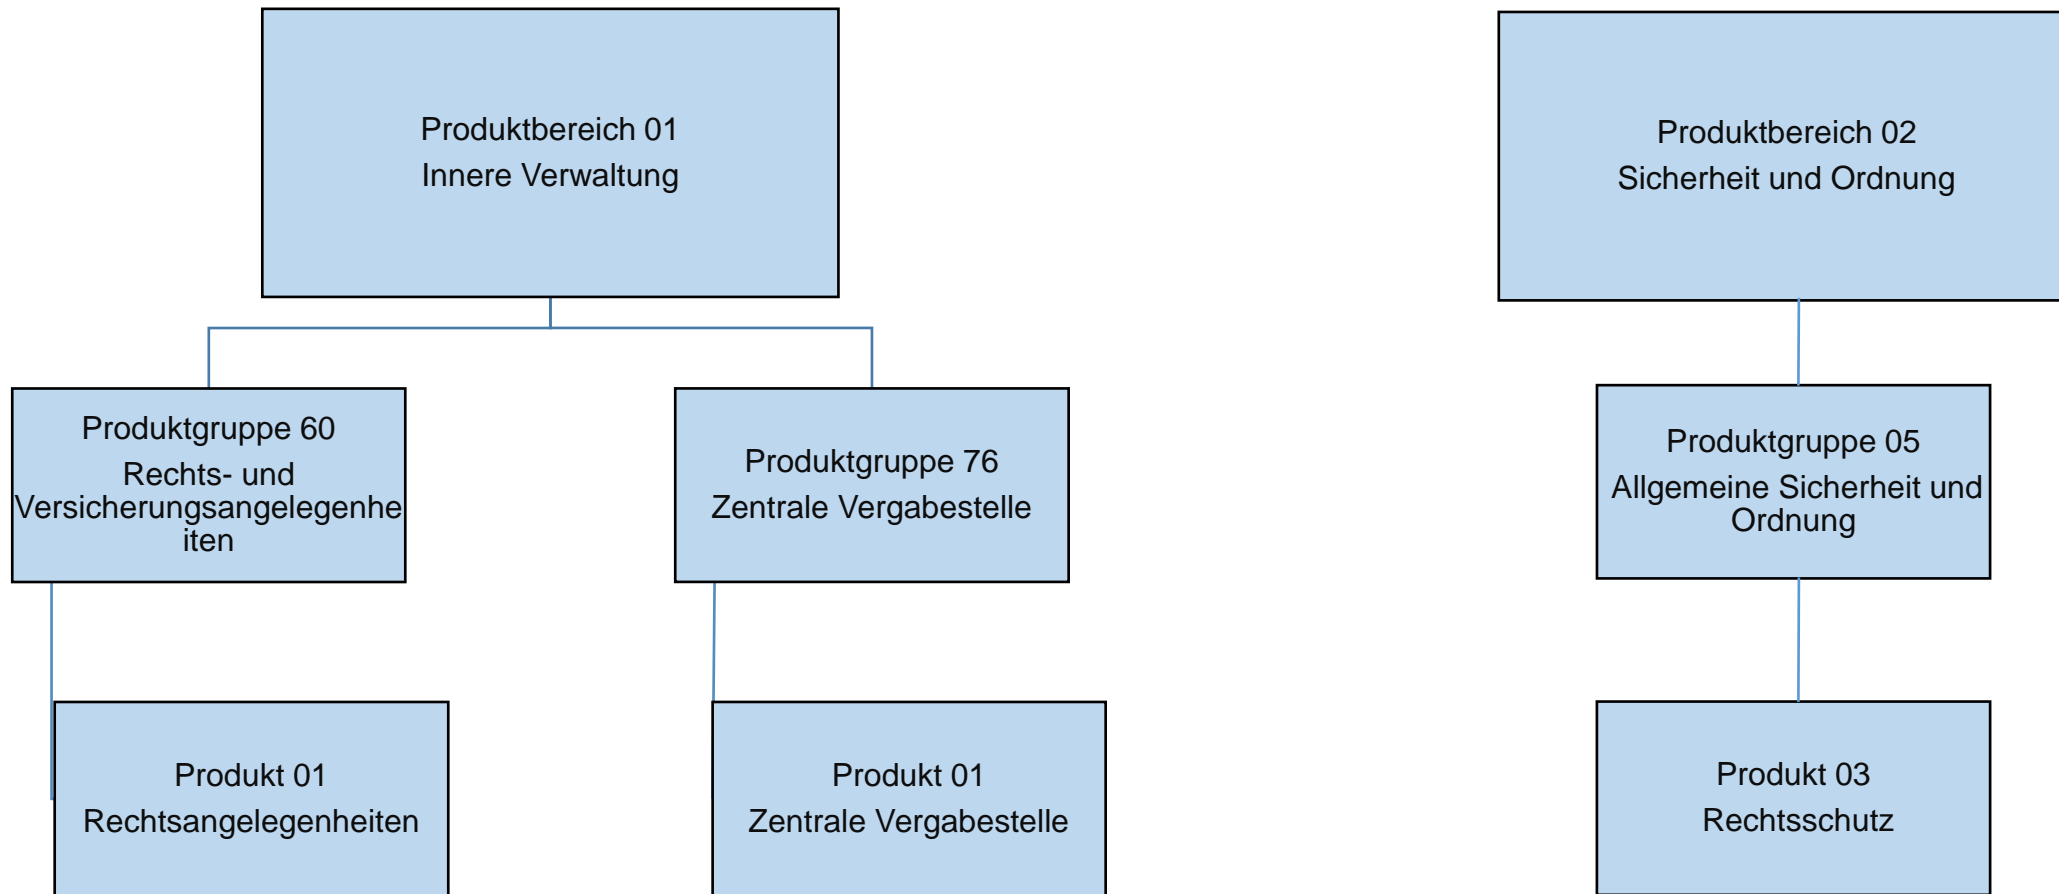 Produktbereich 01
Innere Verwaltung
Produktbereich 02
Sicherheit und Ordnung
Produktgruppe 60
Rechts- und
Versicherungsangelegenhe
iten
Produktgruppe 76
Zentrale Vergabestelle
Produktgruppe 05
Allgemeine Sicherheit und
Ordnung
Produkt 01
Rechtsangelegenheiten
Produkt 01
Zentrale Vergabestelle
Produkt 03
Rechtsschutz